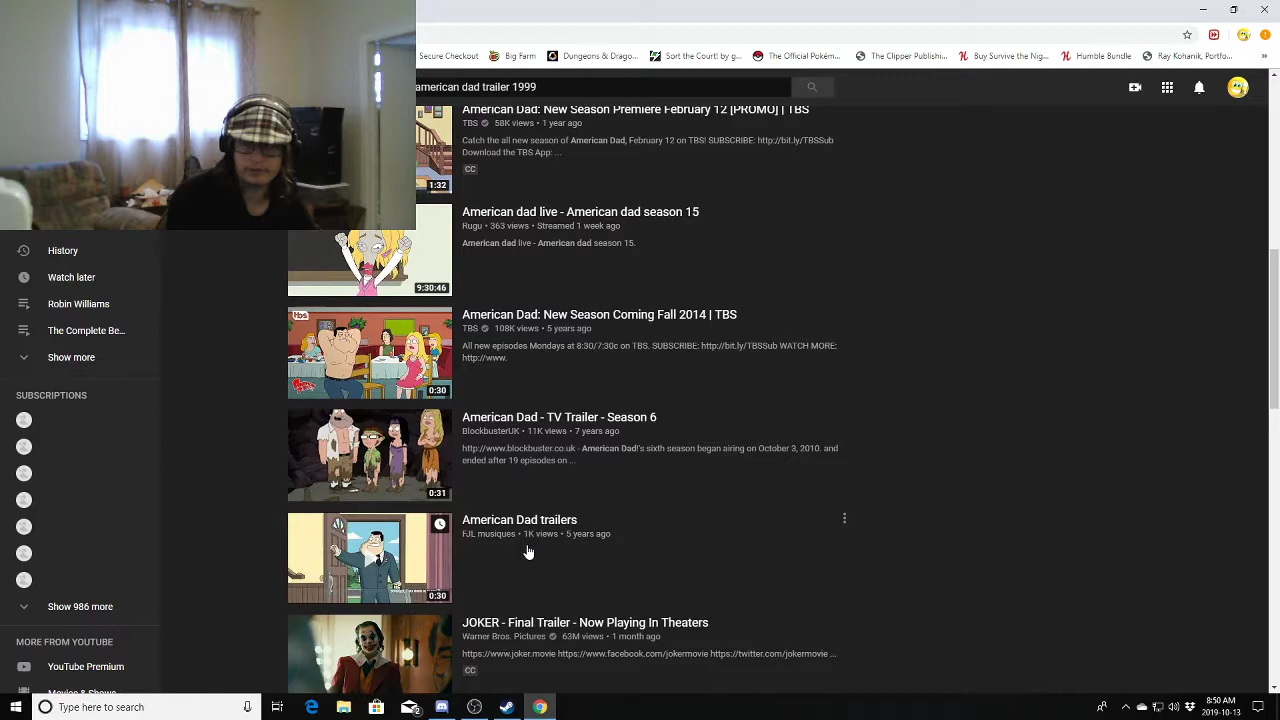 Secure Checkout
Big Farm
Dungeons & Drago...
Sort the Court! by g...
The Official Pokémo...
The Clipper Publishi...
Buy Survive the Nig...
Humble Bundle
Ray Kohanik, Porto...
american dad trailer 1999
American Dad: New Season Premiere February 12 [PROMO] | TBS
TBS 58K views • 1 year ago
Catch the all new season of American Dad, February 12 on TBS! SUBSCRIBE: http://bit.ly/TBSSub
Download the TBS App: ...
CC
1:32
American dad live - American dad season 15
Rugu • 363 views • Streamed 1 week ago
American dad live - American dad season 15.
9:30:46
History
Watch later
Robin Williams
The Complete Be...
Show more
SUBSCRIPTIONS
Show 986 more
MORE FROM YOUTUBE
YouTube Premium
Movies & Shows
tbs
American Dad: New Season Coming Fall 2014 | TBS
TBS 108K views • 5 years ago
All new episodes Mondays at 8:30/7:30c on TBS. SUBSCRIBE: http://bit.ly/TBSSub WATCH MORE:
http://www.
0:30
American Dad - TV Trailer - Season 6
BlockbusterUK • 11K views • 7 years ago
http://www.blockbuster.co.uk - American Dad!'s sixth season began airing on October 3, 2010. and
ended after 19 episodes on ...
0:31
American Dad trailers
FJL musiques • 1K views • 5 years ago
0:30
JOKER - Final Trailer - Now Playing In Theaters
Warner Bros. Pictures 63M views • 1 month ago
https://www.joker.movie https://www.facebook.com/jokermovie https://twitter.com/jokermovie ...
CC
Type here to search
2
8:50 AM
2019-10-13